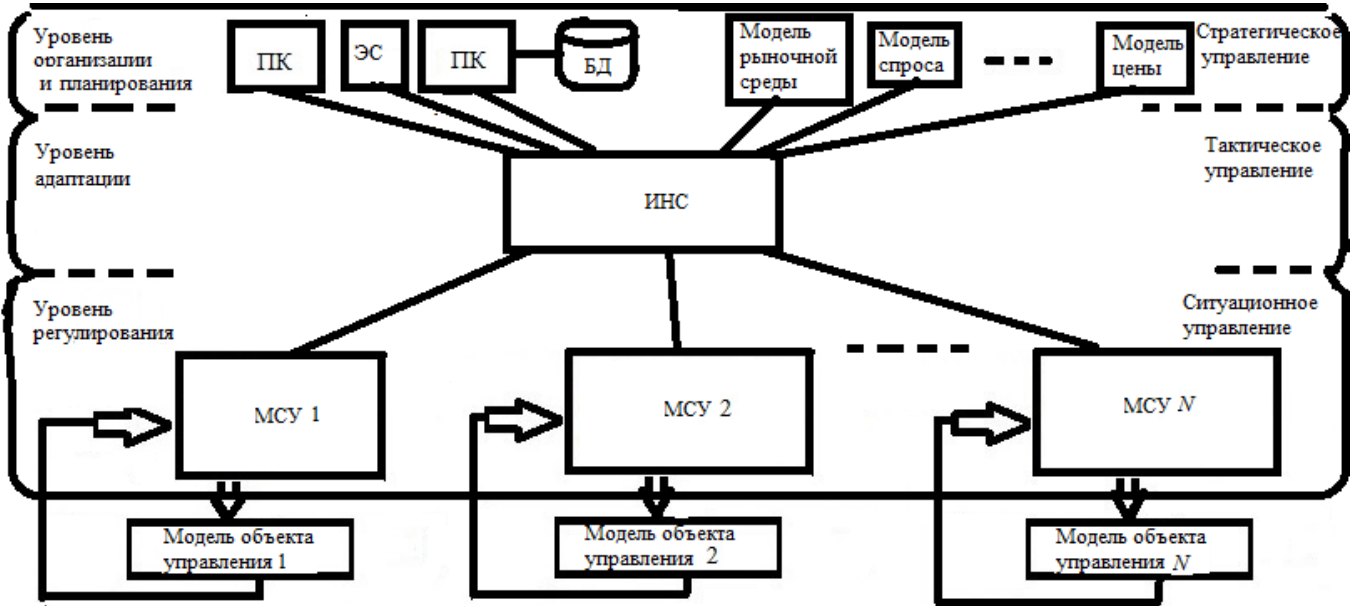 Уровень
организации
и планирования
ПК
ЭС
ПК
БД
Модель
рыночной
среды
Модель
спроса
Модель
цены
Стратегическое
управление
Уровень
адаптации
ИНС
Тактическое
управление
Уровень
регулирования
Ситуационное
управление
МСУ 1
МСУ 2
МСУ N
Модель объекта
управления 1
Модель объекта
управления 2
Модель объекта
управления N